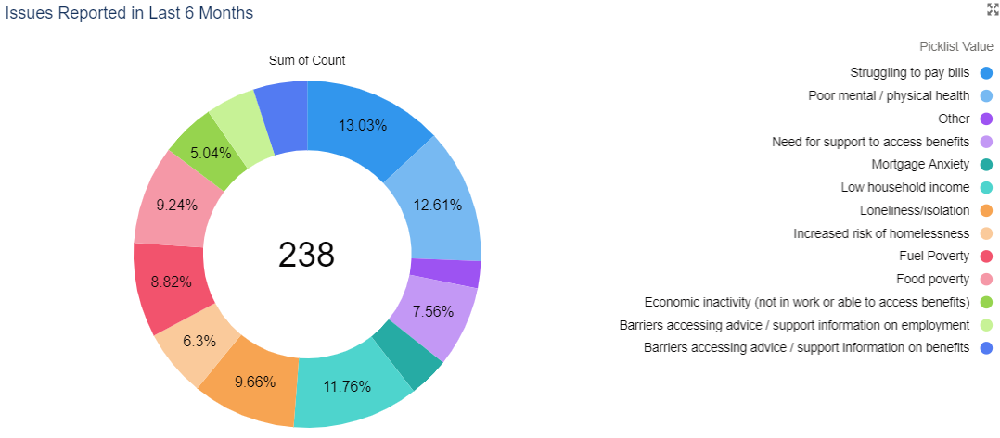 Issues Reported in Last 6 Months
Sum of Count
13.03%
12.61%
7.56%
11.76%
9.66%
6.3%
8.82%
9.24%
5.04%
238
Picklist Value
Struggling to pay bills
Poor mental / physical health
Other
Need for support to access benefits
Mortgage Anxiety
Low household income
Loneliness/isolation
Increased risk of homelessness
Fuel Poverty
Food poverty
Economic inactivity (not in work or able to access benefits)
Barriers accessing advice / support information on employment
Barriers accessing advice / support information on benefits